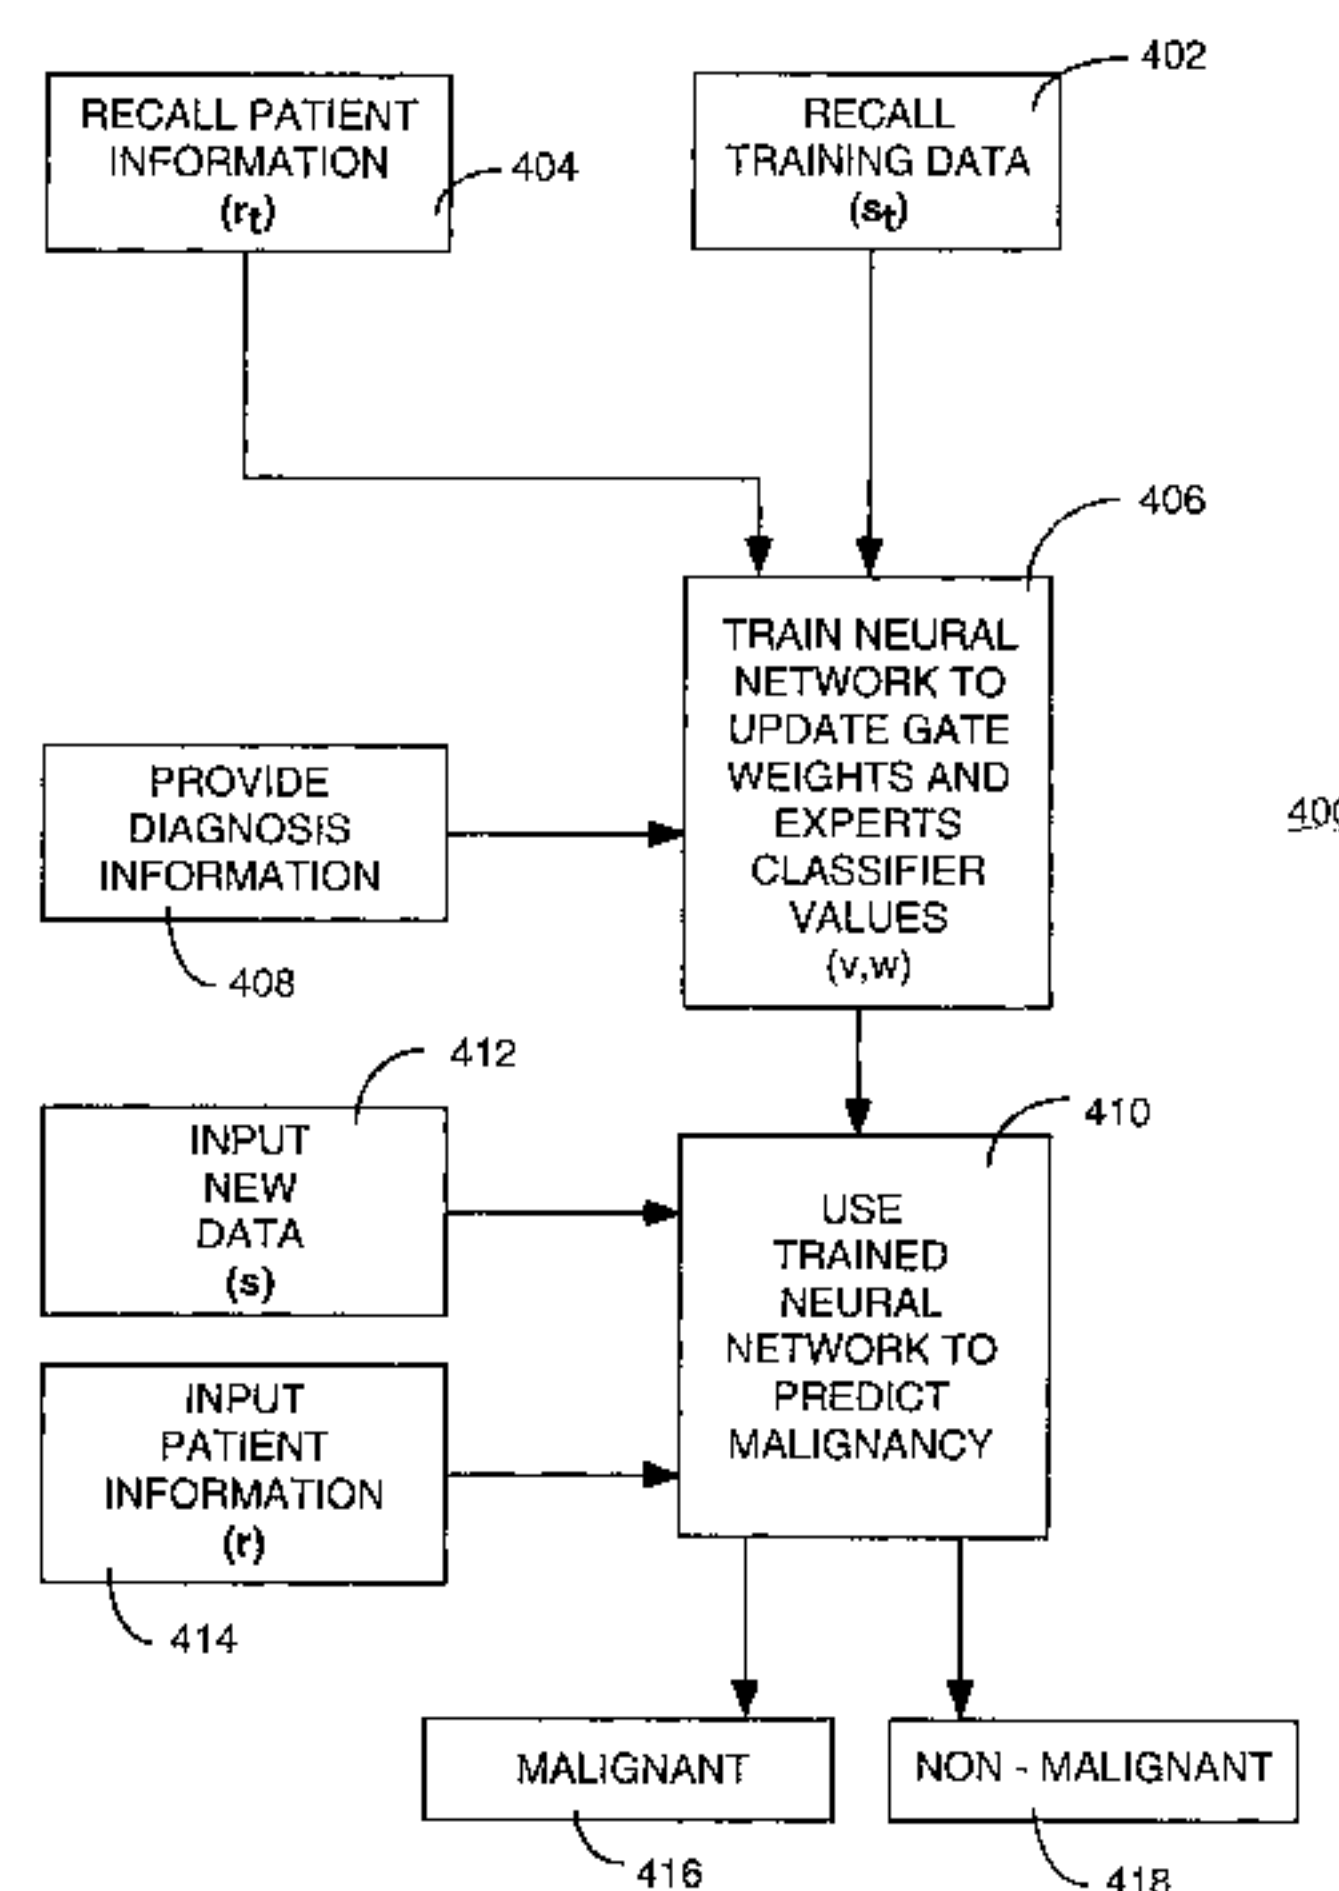 402
RECALL PATIENT
INFORMATION
(rt)
404
RECALL
TRAINING DATA
(st)
406
TRAIN NEURAL
NETWORK TO
UPDATE GATE
WEIGHTS AND
EXPERTS
CLASSIFIER
VALUES
(v,w)
PROVIDE
DIAGNOSIS
INFORMATION
408
400
412
INPUT
NEW
DATA
(s)
410
USE
TRAINED
NEURAL
NETWORK TO
PREDICT
MALIGNANCY
INPUT
PATIENT
INFORMATION
(r)
414
MALIGNANT
NON - MALIGNANT
416
418